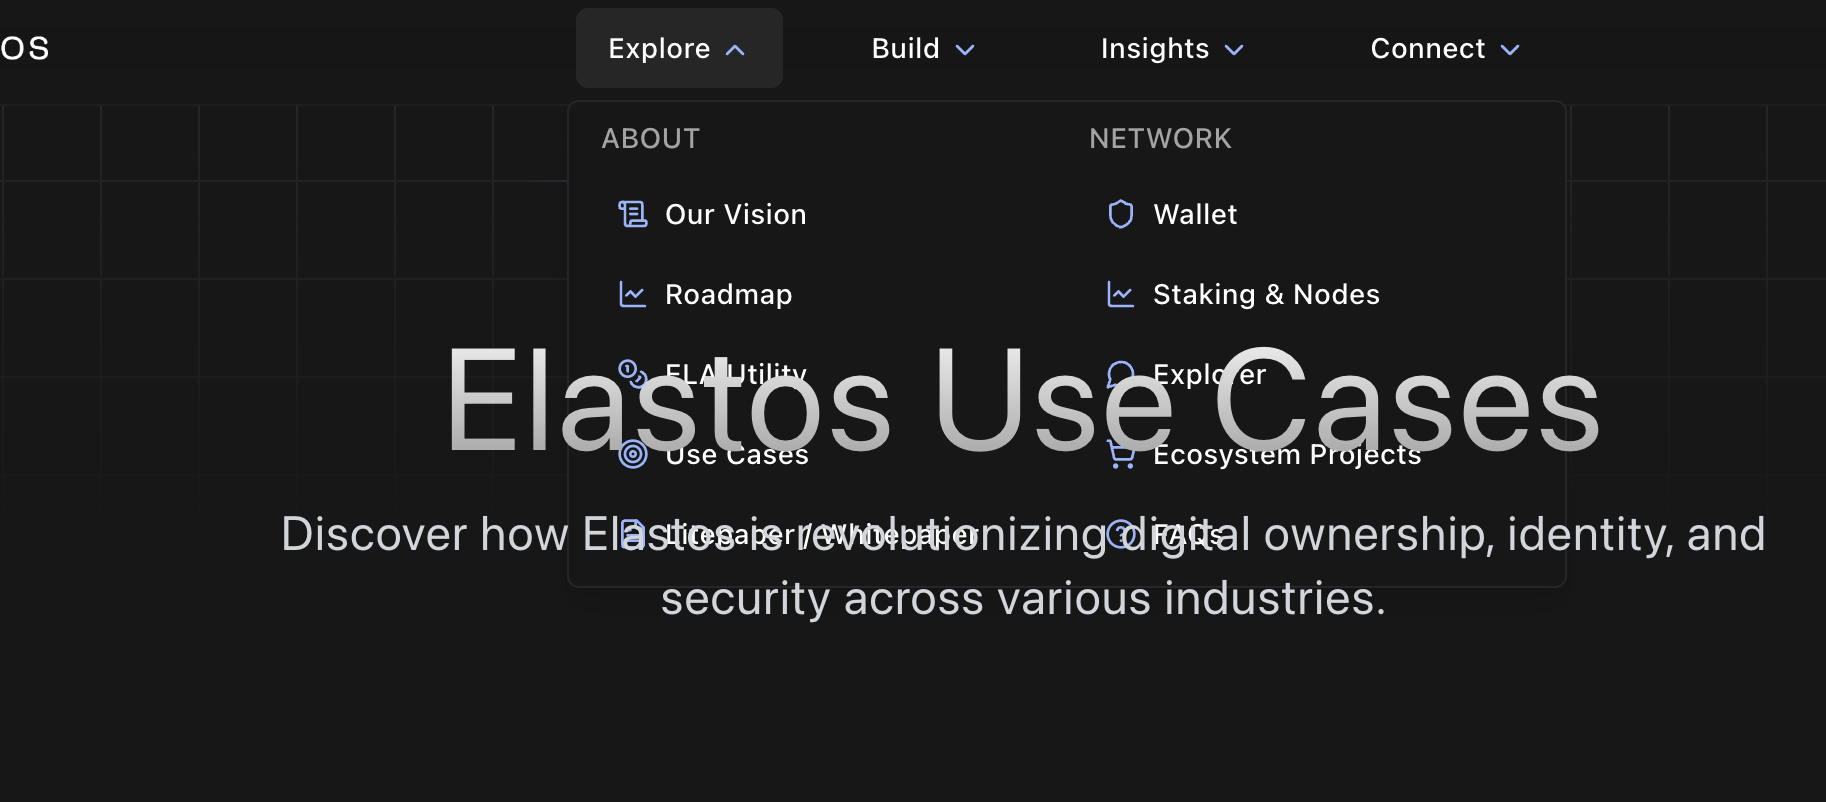 os
Explore
Build
Insights
Connect
ABOUT
NETWORK
Our Vision
Wallet
Roadmap
Staking & Nodes
ELA Utility
Explorer
Elastos Use Cases
Use Cases
Ecosystem Projects
Litepaper / Whitepaper
FAQs
Discover how Elastos is revolutionizing digital ownership, identity, and
security across various industries.